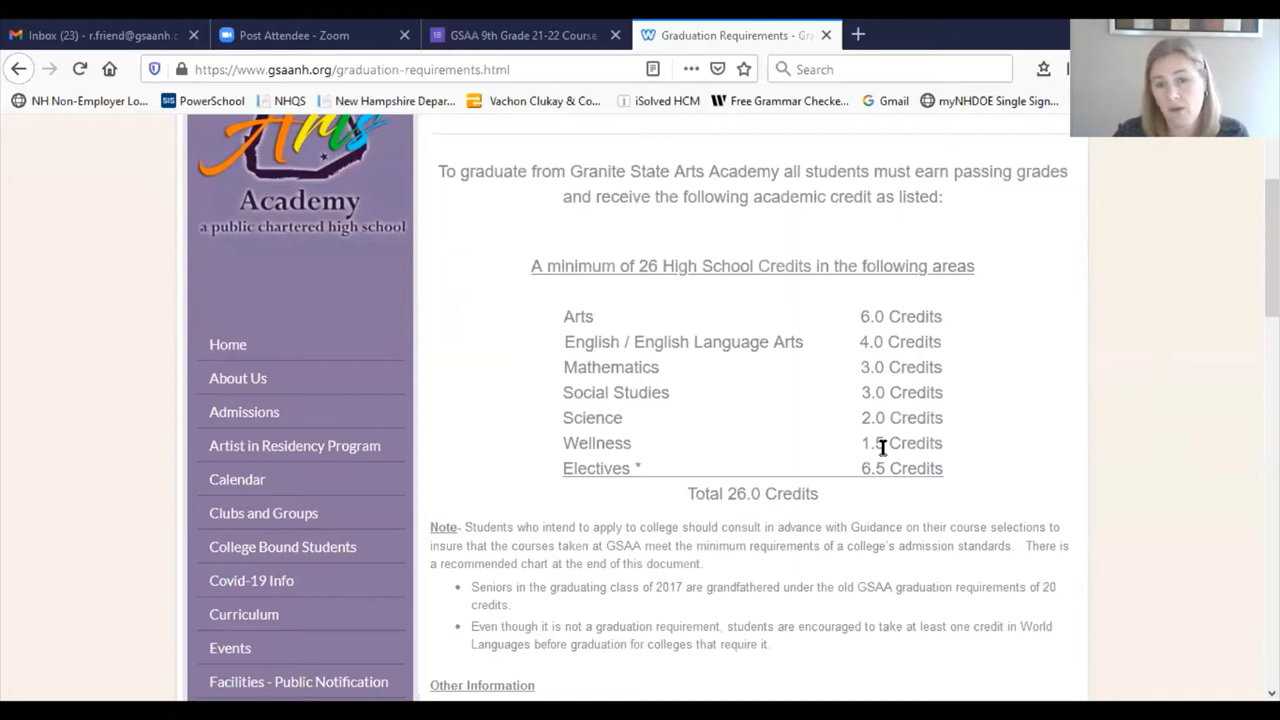 Inbox (23) - r.friend@gsaanh.c
Post Attendee - Zoom
GSAA 9th Grade 21-22 Course
Graduation Requirements - Gra
https://www.gsaanh.org/graduation-requirements.html
Search
NH Non-Employer Lo...
SIS PowerSchool
NHQS
New Hampshire Depar...
Vachon Clukay & Co...
iSolved HCM
Free Grammar Checke...
Gmail
myNHDOE Single Sign...
Arts
Academy
a public chartered high school
Home
About Us
Admissions
Artist in Residency Program
Calendar
Clubs and Groups
College Bound Students
Covid-19 Info
Curriculum
Events
Facilities - Public Notification
To graduate from Granite State Arts Academy all students must earn passing grades
and receive the following academic credit as listed:
A minimum of 26 High School Credits in the following areas
Arts 6.0 Credits
English / English Language Arts 4.0 Credits
Mathematics 3.0 Credits
Social Studies 3.0 Credits
Science 2.0 Credits
Wellness 1.5 Credits
Electives * 6.5 Credits
Total 26.0 Credits
Note- Students who intend to apply to college should consult in advance with Guidance on their course selections to
insure that the courses taken at GSAA meet the minimum requirements of a college's admission standards. There is
a recommended chart at the end of this document.
• Seniors in the graduating class of 2017 are grandfathered under the old GSAA graduation requirements of 20
credits.
• Even though it is not a graduation requirement, students are encouraged to take at least one credit in World
Languages before graduation for colleges that require it.
Other Information